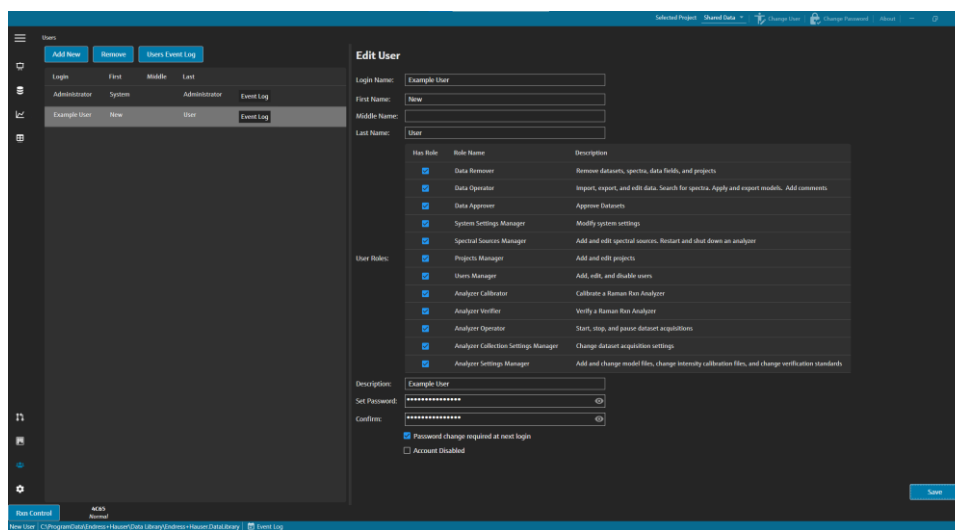 Selected Project Shared Data Change User Change Password About
Users
Add New Remove Users Event Log
Login First Middle Last
Administrator System Administrator Event Log
Example User New User Event Log
Edit User
Login Name: Example User
First Name: New
Middle Name:
Last Name: User
User Roles:
Has Role Role Name Description
Data Remover Remove datasets, spectra, data fields, and projects
Data Operator Import, export, and edit data. Search for spectra. Apply and export models. Add comments
Data Approver Approve Datasets
System Settings Manager Modify system settings
Spectral Sources Manager Add and edit spectral sources. Restart and shut down an analyzer
Projects Manager Add and edit projects
Users Manager Add, edit, and disable users
Analyzer Calibrator Calibrate a Raman Rxn Analyzer
Analyzer Verifier Verify a Raman Rxn Analyzer
Analyzer Operator Start, stop, and pause dataset acquisitions
Analyzer Collection Settings Manager Change dataset acquisition settings
Analyzer Settings Manager Add and change model files, change intensity calibration files, and change verification standards
Description: Example User
Set Password: •••••••••••••••
Confirm: •••••••••••••••
Password change required at next login
Account Disabled
Save
Rxn Control
4C65
Normal
New User C:\ProgramData\Endress+Hauser\Data Library\Endress+Hauser.DataLibrary Event Log